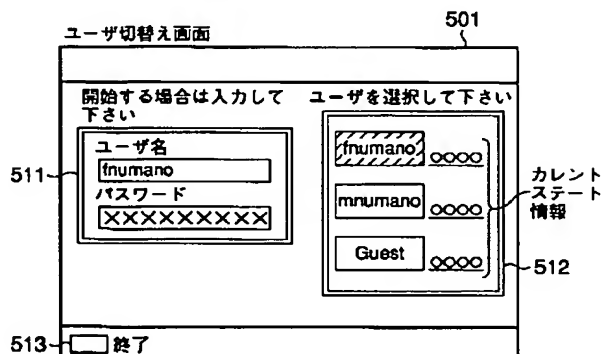 501
ユーザ切替え画面
開始する場合は入力して
下さい
ユーザ名
fnumano
パスワード
×××××××××
511
ユーザを選択して下さい
fnumano ○○○○
mnumano ○○○○
Guest ○○○○
カレント
ステート
情報
512
513 終了